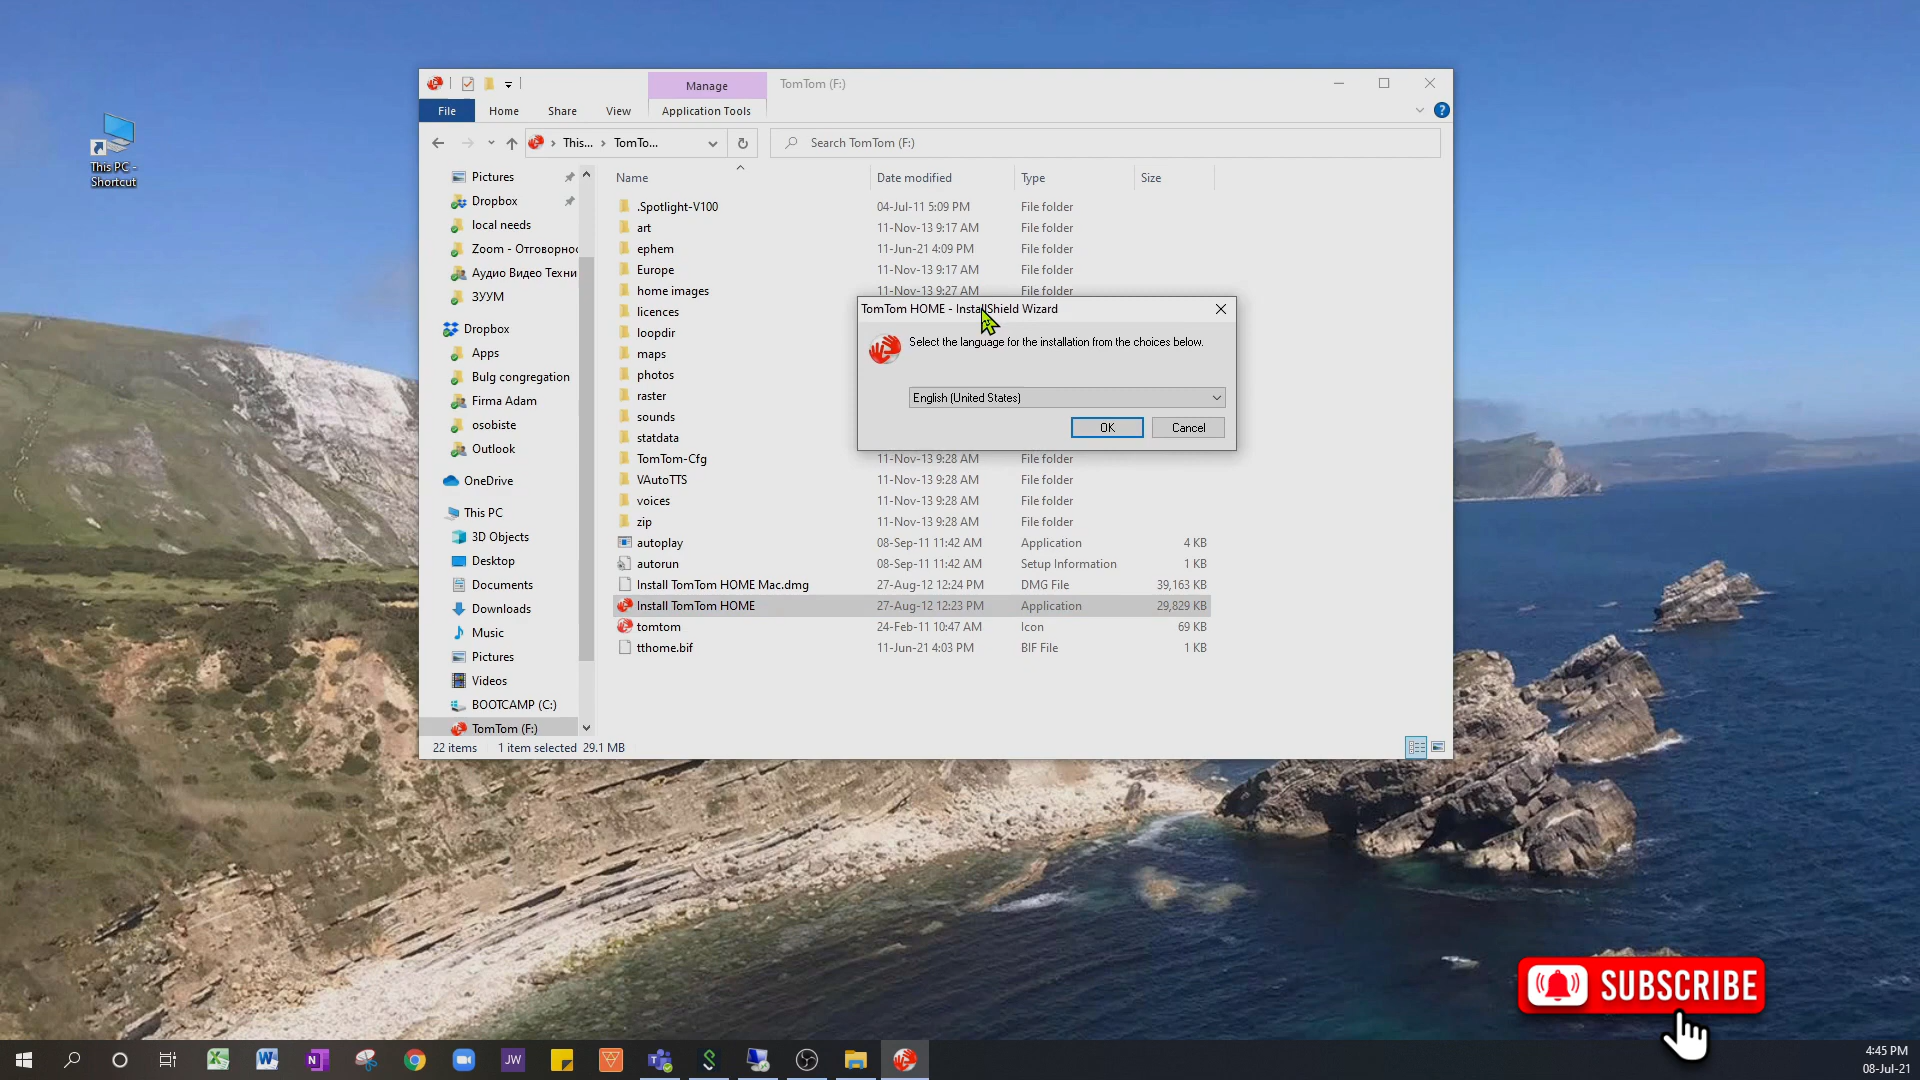 This PC -
Shortcut
Manage
TomTom (F:)
File
Home
Share
View
Application Tools
This...
TomTo...
Search TomTom (F:)
Pictures
Dropbox
local needs
Zoom - Отговорнос
Аудио Видео Техни
ЗУУМ
Dropbox
Apps
Bulg congregation
Firma Adam
osobiste
Outlook
OneDrive
This PC
3D Objects
Desktop
Documents
Downloads
Music
Pictures
Videos
BOOTCAMP (C:)
TomTom (F:)
Name Date modified Type Size
.Spotlight-V100 04-Jul-11 5:09 PM File folder
art 11-Nov-13 9:17 AM File folder
ephem 11-Jun-21 4:09 PM File folder
Europe 11-Nov-13 9:17 AM File folder
home images 11-Nov-13 9:27 AM File folder
licences
loopdir
maps
photos
raster
sounds
statdata
TomTom-Cfg 11-Nov-13 9:28 AM File folder
VAutoTTS 11-Nov-13 9:28 AM File folder
voices 11-Nov-13 9:28 AM File folder
zip 11-Nov-13 9:28 AM File folder
autoplay 08-Sep-11 11:42 AM Application 4 KB
autorun 08-Sep-11 11:42 AM Setup Information 1 KB
Install TomTom HOME Mac.dmg 27-Aug-12 12:24 PM DMG File 39,163 KB
Install TomTom HOME 27-Aug-12 12:23 PM Application 29,829 KB
tomtom 24-Feb-11 10:47 AM Icon 69 KB
tthome.bif 11-Jun-21 4:03 PM BIF File 1 KB
TomTom HOME - InstallShield Wizard
Select the language for the installation from the choices below.
English (United States)
OK
Cancel
22 items 1 item selected 29.1 MB
SUBSCRIBE
JW
4:45 PM
08-Jul-21